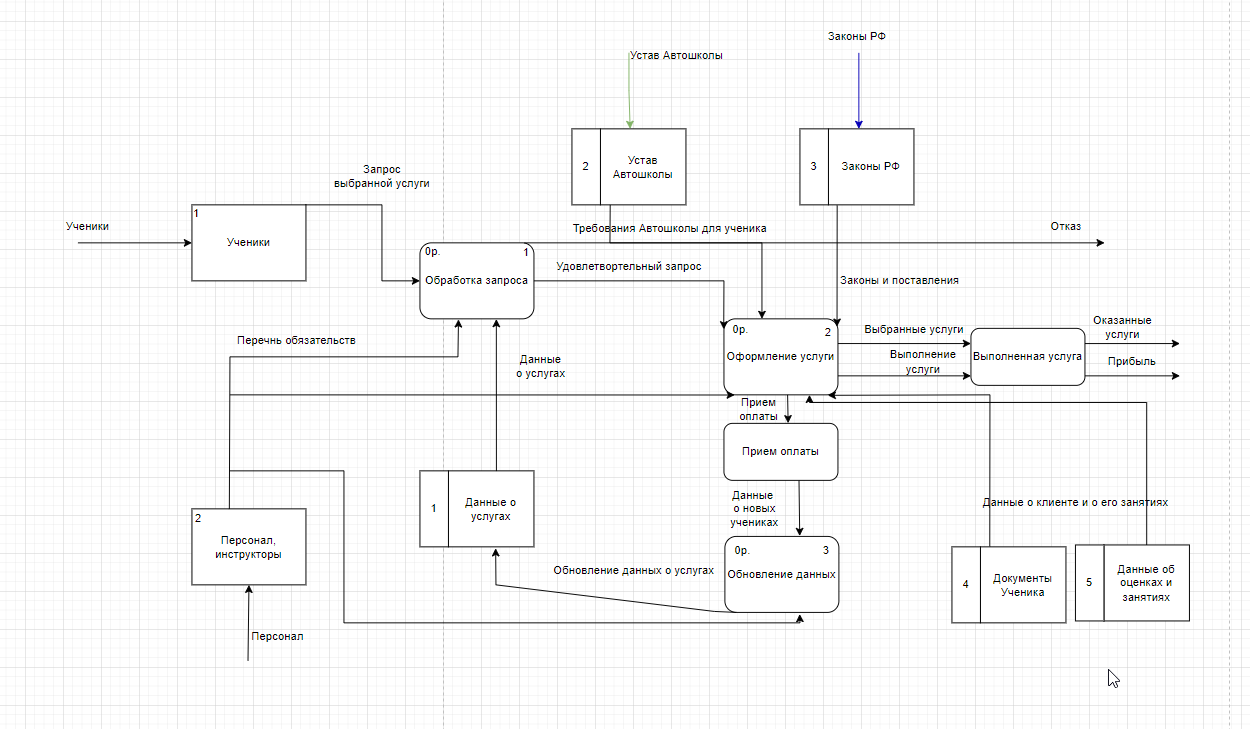 Законы РФ
Устав Автошколы
2
Устав
Автошколы
3
Законы РФ
Запрос
выбранной услуги
Ученики
1
Ученики
Требования Автошколы для ученика
Отказ
0р.
1
Обработка запроса
Удовлетвортельный запрос
Законы и поставления
0р.
2
Оформление услуги
Выбранные услуги
Выполнение
услуги
Выполненная услуга
Оказанные
услуги
Прибыль
Перечнь обязательств
Данные
о услугах
Прием
оплаты
Прием оплаты
Данные
о новых
учениках
1
Данные о
услугах
2
Персонал,
инструкторы
Персонал
0р.
3
Обновление данных
Обновление данных о услугах
Данные о клиенте и о его занятиях
4
Документы
Ученика
5
Данные об
оценках и
занятиях